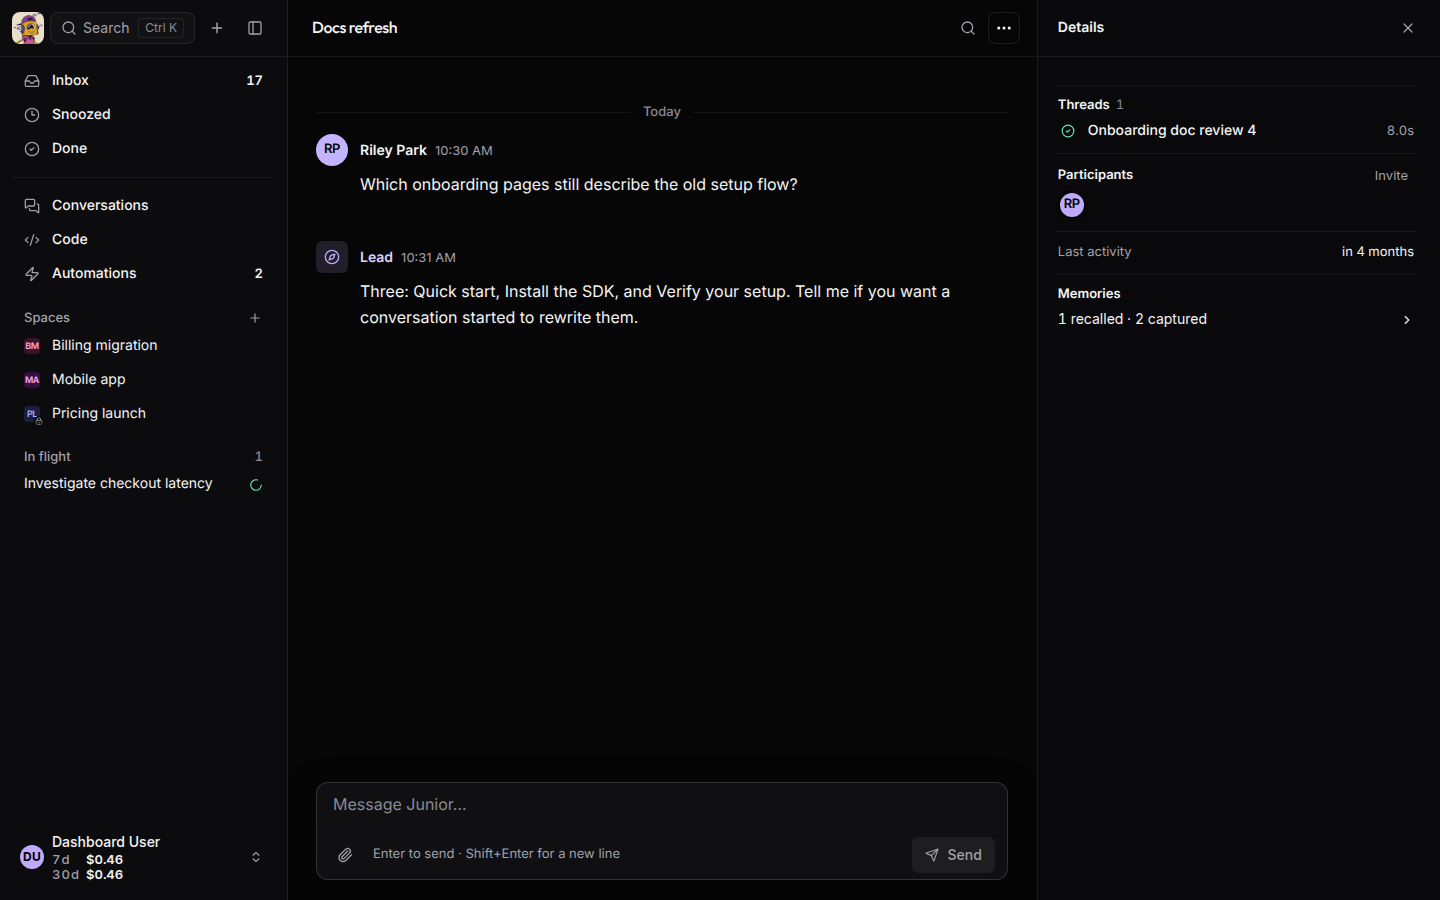 Search Ctrl K
Inbox 17
Snoozed
Done
Conversations
Code
Automations 2
Spaces
BM Billing migration
MA Mobile app
PL Pricing launch
In flight 1
Investigate checkout latency
DU Dashboard User
7d $0.46
30d $0.46
Docs refresh
Today
RP Riley Park 10:30 AM
Which onboarding pages still describe the old setup flow?
Lead 10:31 AM
Three: Quick start, Install the SDK, and Verify your setup. Tell me if you want a
conversation started to rewrite them.
Message Junior...
Enter to send · Shift+Enter for a new line
Send
Details
Threads 1
Onboarding doc review 4 8.0s
Participants Invite
RP
Last activity in 4 months
Memories
1 recalled · 2 captured